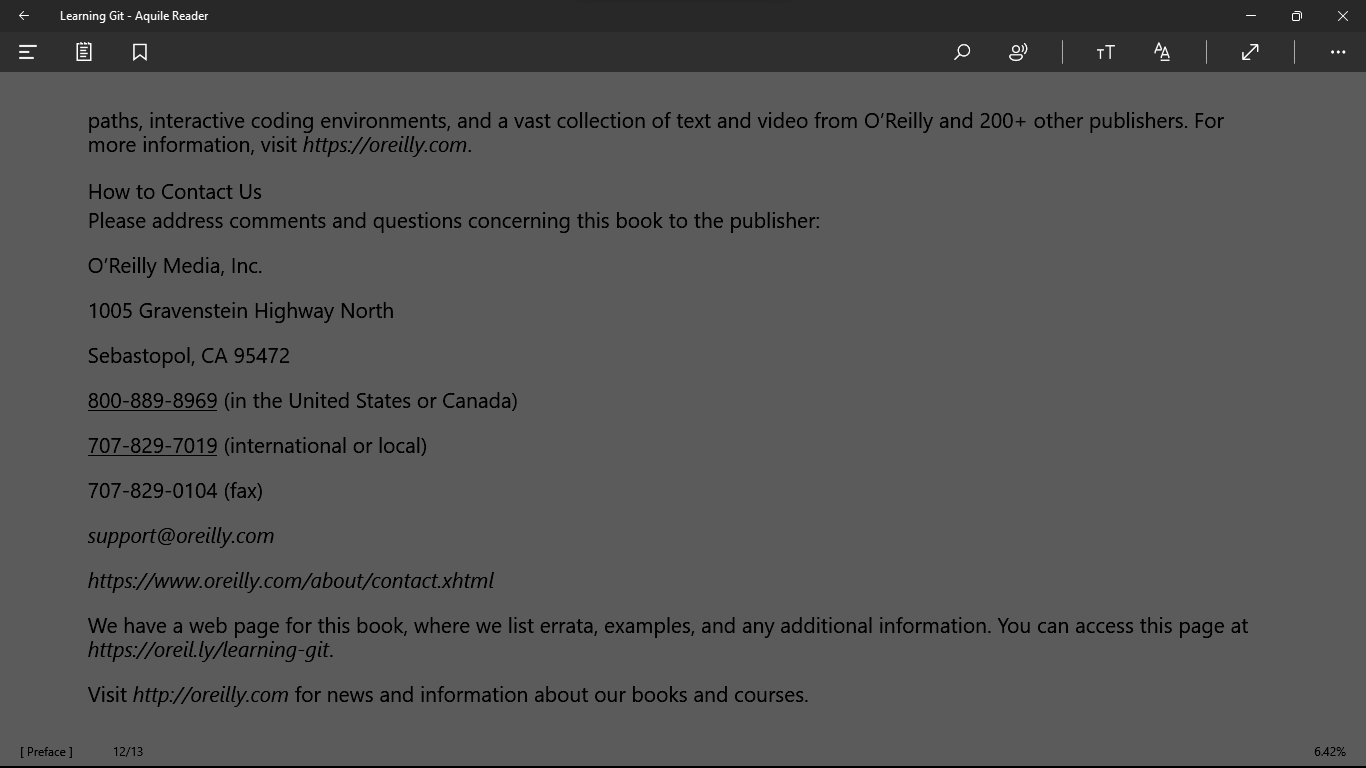 Learning Git - Aquile Reader
paths, interactive coding environments, and a vast collection of text and video from O’Reilly and 200+ other publishers. For
more information, visit https://oreilly.com.
How to Contact Us
Please address comments and questions concerning this book to the publisher:
O’Reilly Media, Inc.
1005 Gravenstein Highway North
Sebastopol, CA 95472
800-889-8969 (in the United States or Canada)
707-829-7019 (international or local)
707-829-0104 (fax)
support@oreilly.com
https://www.oreilly.com/about/contact.xhtml
We have a web page for this book, where we list errata, examples, and any additional information. You can access this page at
https://oreil.ly/learning-git.
Visit http://oreilly.com for news and information about our books and courses.
[ Preface ] 12/13 6.42%